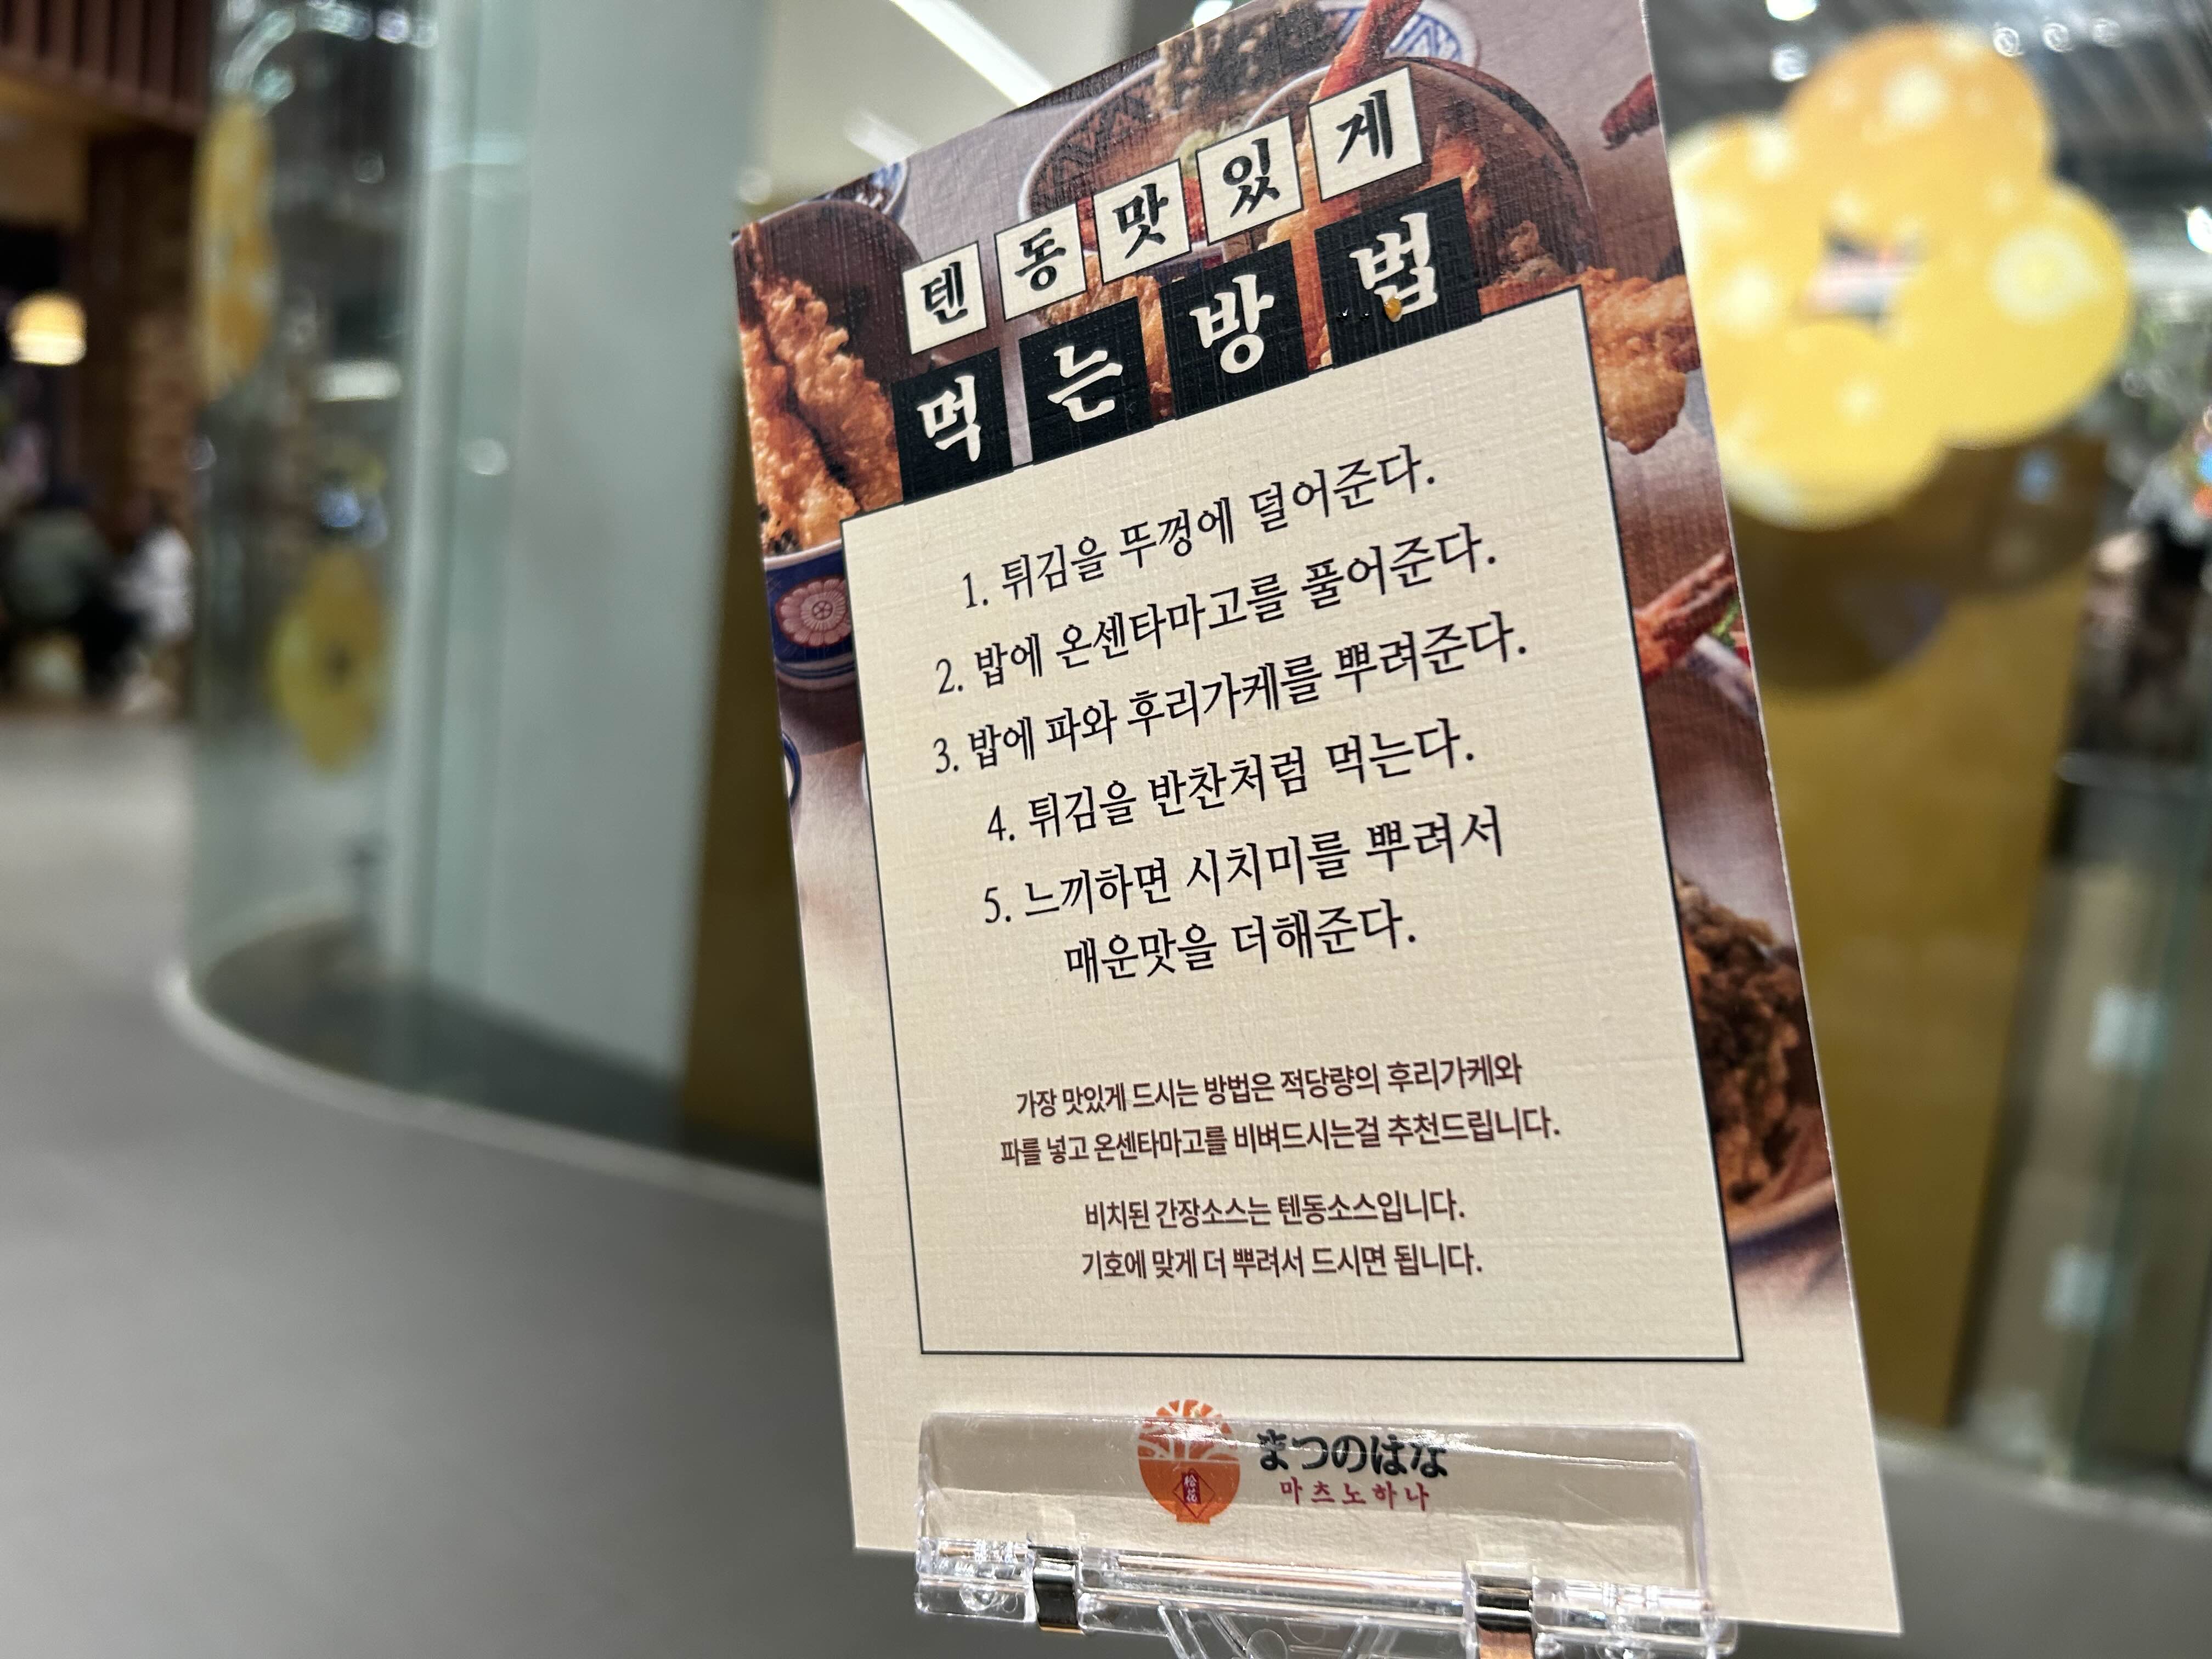 텐동맛있게
먹는방법
1. 튀김을 뚜껑에 덜어준다.
2. 밥에 온센타마고를 풀어준다.
3. 밥에 파와 후리가케를 뿌려준다.
4. 튀김을 반찬처럼 먹는다.
5. 느끼하면 시치미를 뿌려서
매운맛을 더해준다.
가장 맛있게 드시는 방법은 적당량의 후리가케와
파를 넣고 온센타마고를 비벼드시는걸 추천드립니다.
비치된 간장소스는 텐동소스입니다.
기호에 맞게 더 뿌려서 드시면 됩니다.
松花
まつのはな
마츠노하나